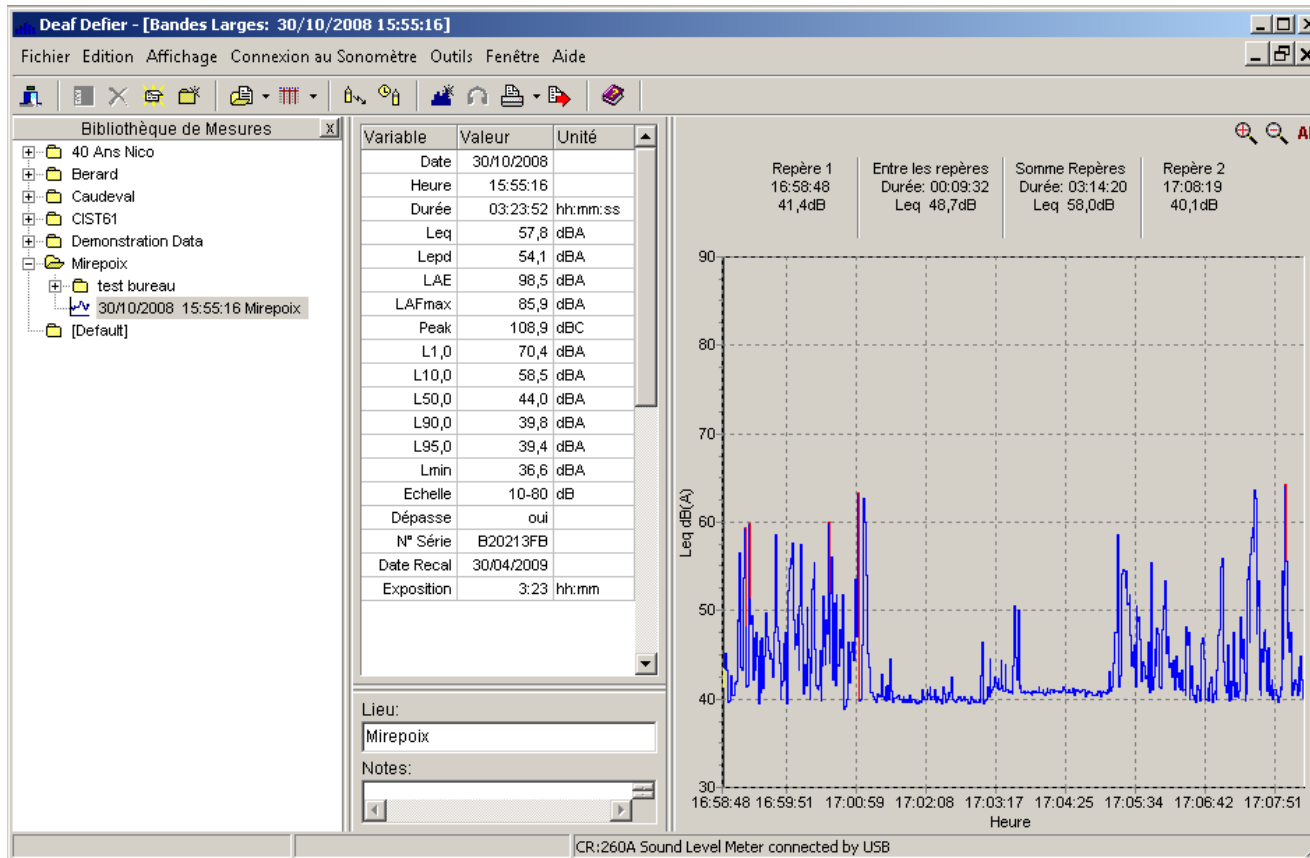 Deaf Defier - [Bandes Larges: 30/10/2008 15:55:16]
Fichier Edition Affichage Connexion au Sonomètre Outils Fenêtre Aide
Bibliothèque de Mesures
40 Ans Nico
Berard
Caudeval
CIST61
Demonstration Data
Mirepoix
test bureau
30/10/2008 15:55:16 Mirepoix
[Default]
Variable Valeur Unité
Date 30/10/2008
Heure 15:55:16
Durée 03:23:52 hh:mm:ss
Leq 57,8 dBA
Lepd 54,1 dBA
LAE 98,5 dBA
LAFmax 85,9 dBA
Peak 108,9 dBC
L1,0 70,4 dBA
L10,0 58,5 dBA
L50,0 44,0 dBA
L90,0 39,8 dBA
L95,0 39,4 dBA
Lmin 36,6 dBA
Echelle 10-80 dB
Dépasse oui
N° Série B20213FB
Date Recal 30/04/2009
Exposition 3:23 hh:mm
Lieu:
Mirepoix
Notes:
Repère 1 Entre les repères Somme Repères Repère 2
16:58:48 Durée: 00:09:32 Durée: 03:14:20 17:08:19
41,4dB Leq 48,7dB Leq 58,0dB 40,1dB
90
80
70
60
50
40
30
Leq dB(A)
16:58:48 16:59:51 17:00:59 17:02:08 17:03:17 17:04:25 17:05:34 17:06:42 17:07:51
Heure
CR:260A Sound Level Meter connected by USB